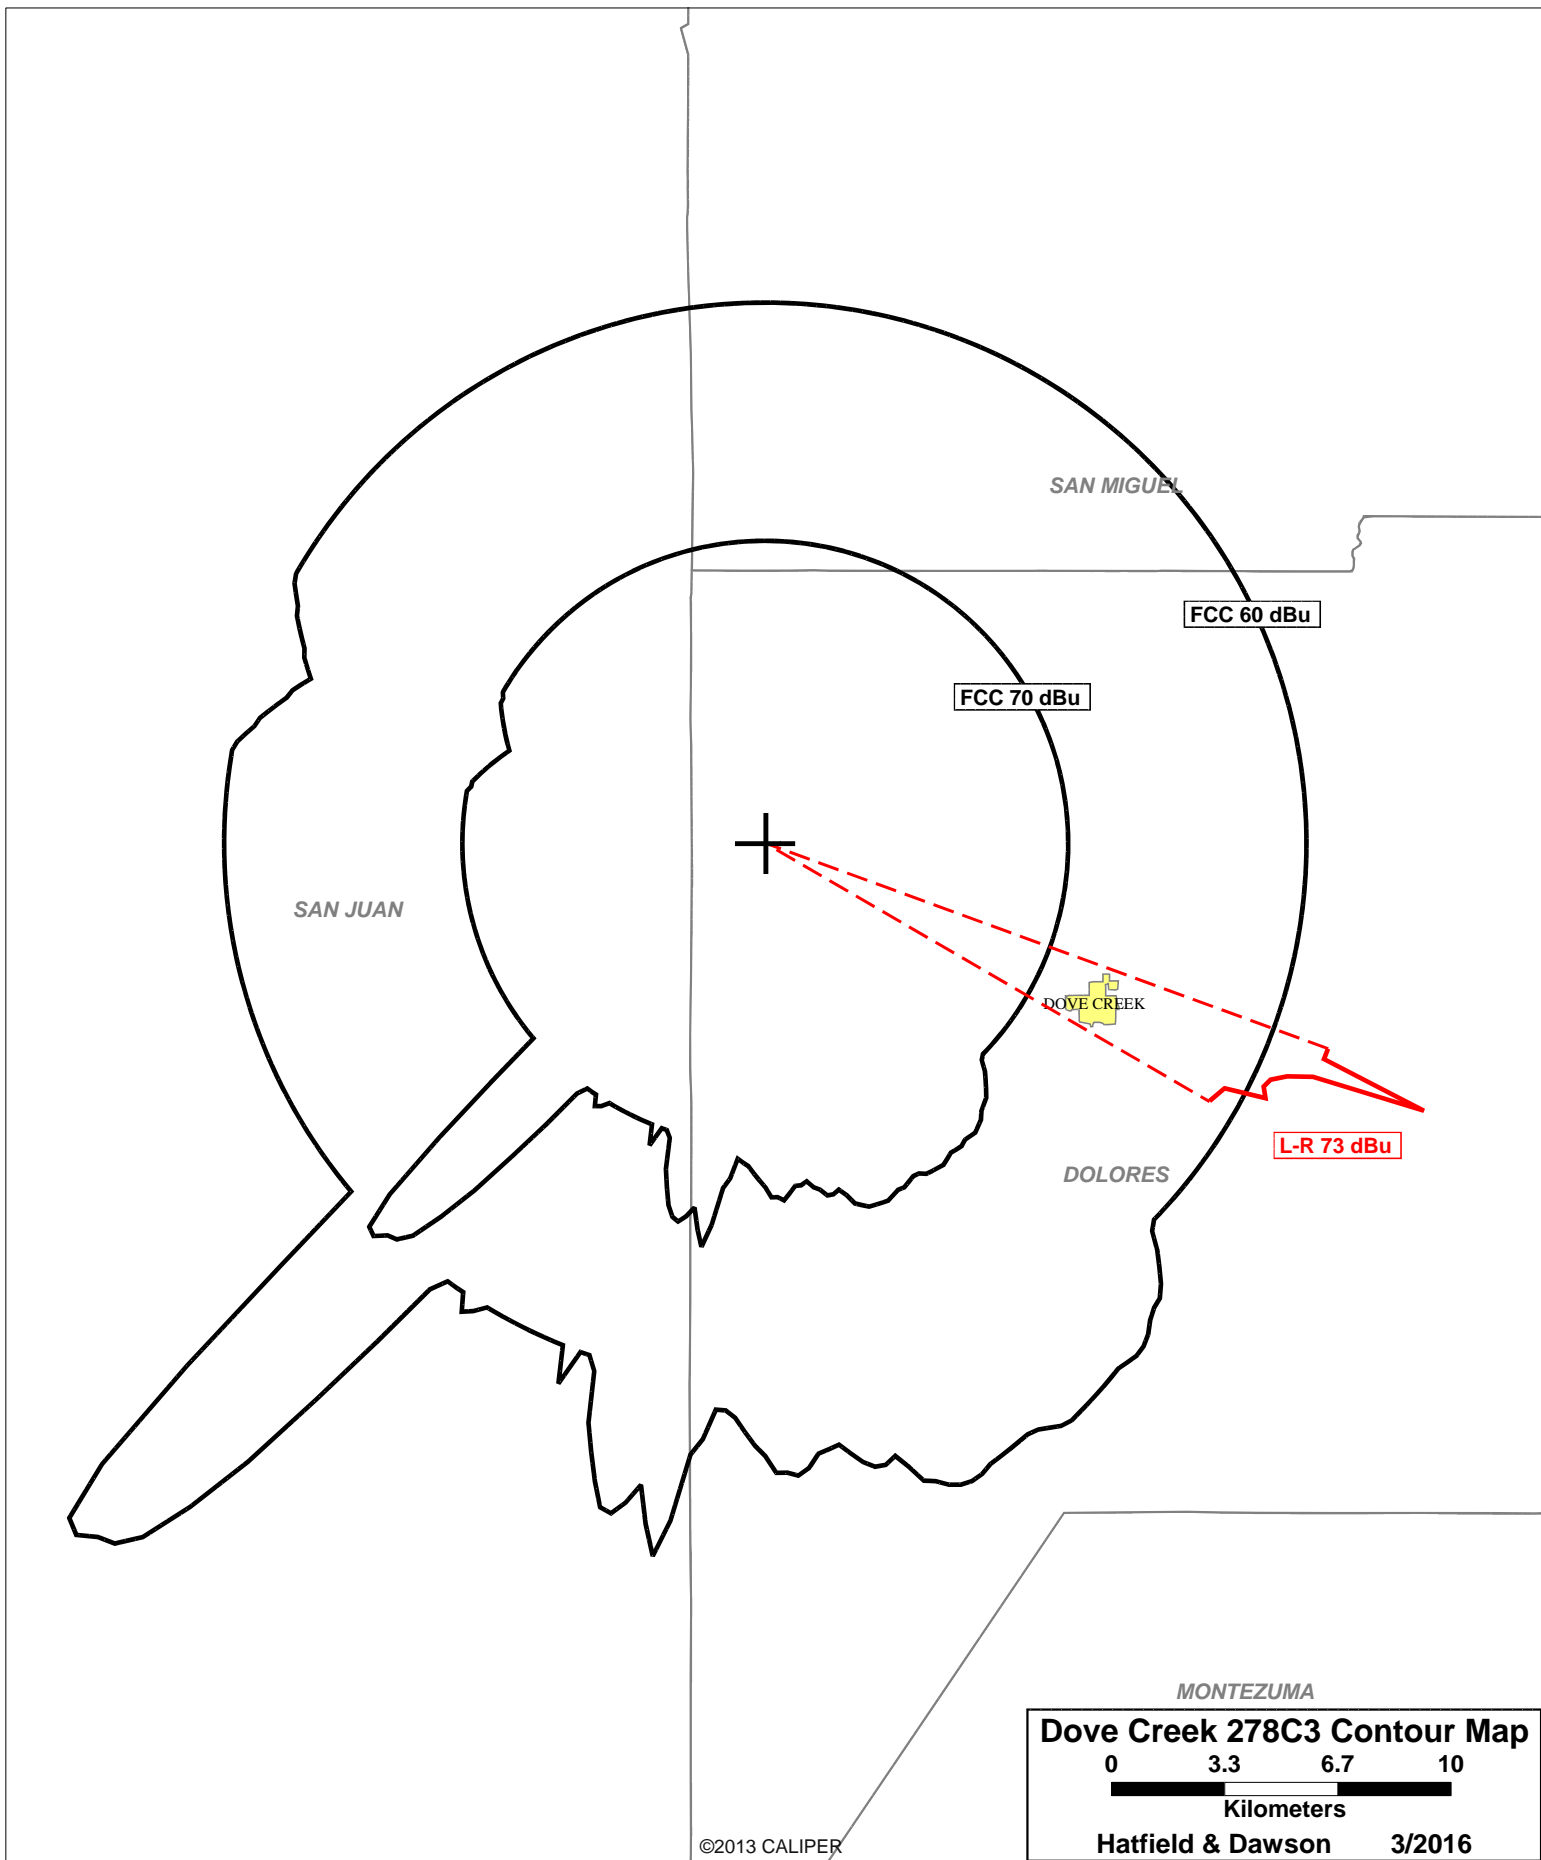 SAN MIGUEL
FCC 60 dBu
FCC 70 dBu
SAN JUAN
DOVE CREEK
L-R 73 dBu
DOLORES
MONTEZUMA
Dove Creek 278C3 Contour Map
0 3.3 6.7 10
Kilometers
Hatfield & Dawson 3/2016
©2013 CALIPER